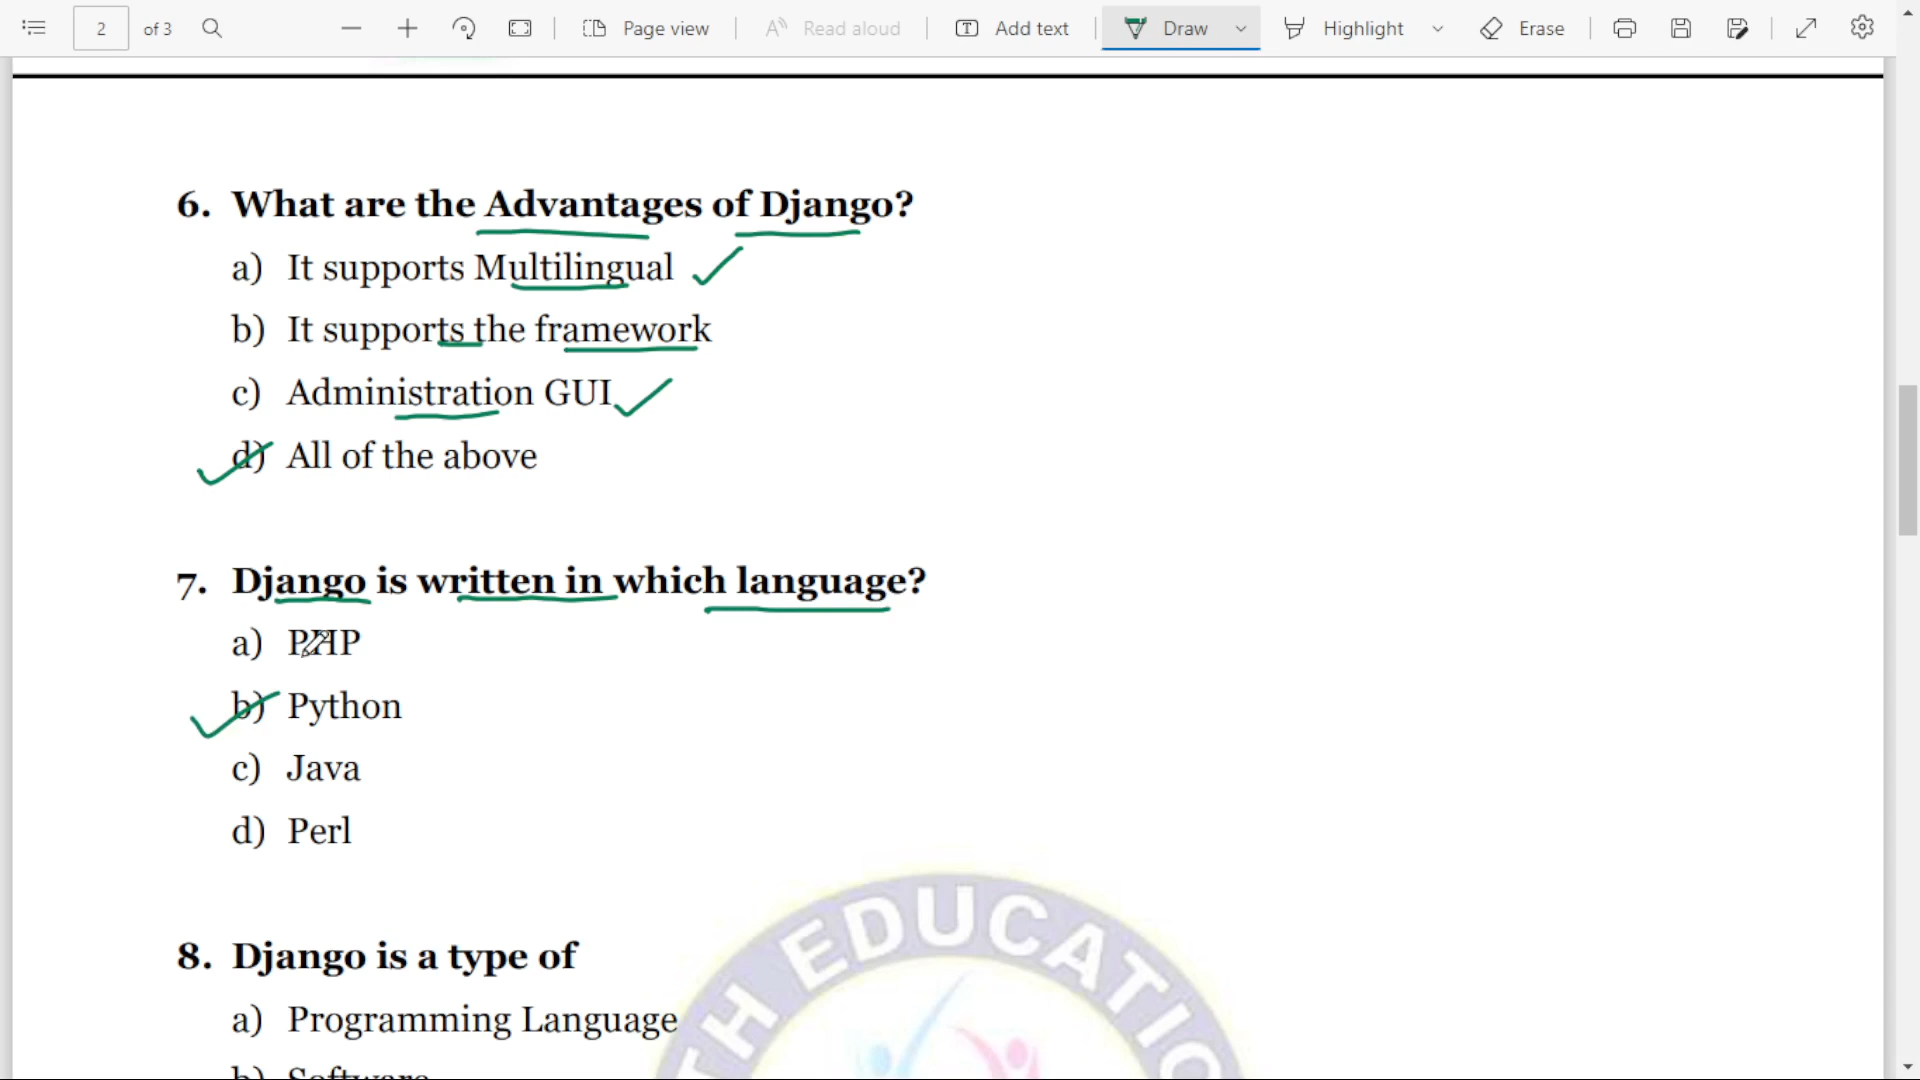 2 of 3 Page view Read aloud Add text Draw Highlight Erase
6. What are the Advantages of Django?
a) It supports Multilingual
b) It supports the framework
c) Administration GUI
d) All of the above
7. Django is written in which language?
a) PHP
b) Python
c) Java
d) Perl
8. Django is a type of
a) Programming Language
b) Software
TH EDUCATIO